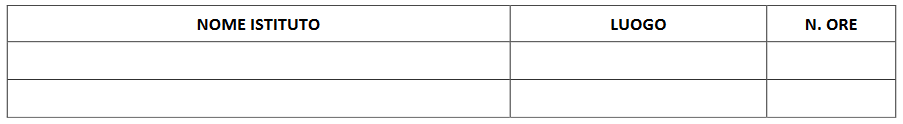 NOME ISTITUTO LUOGO N. ORE